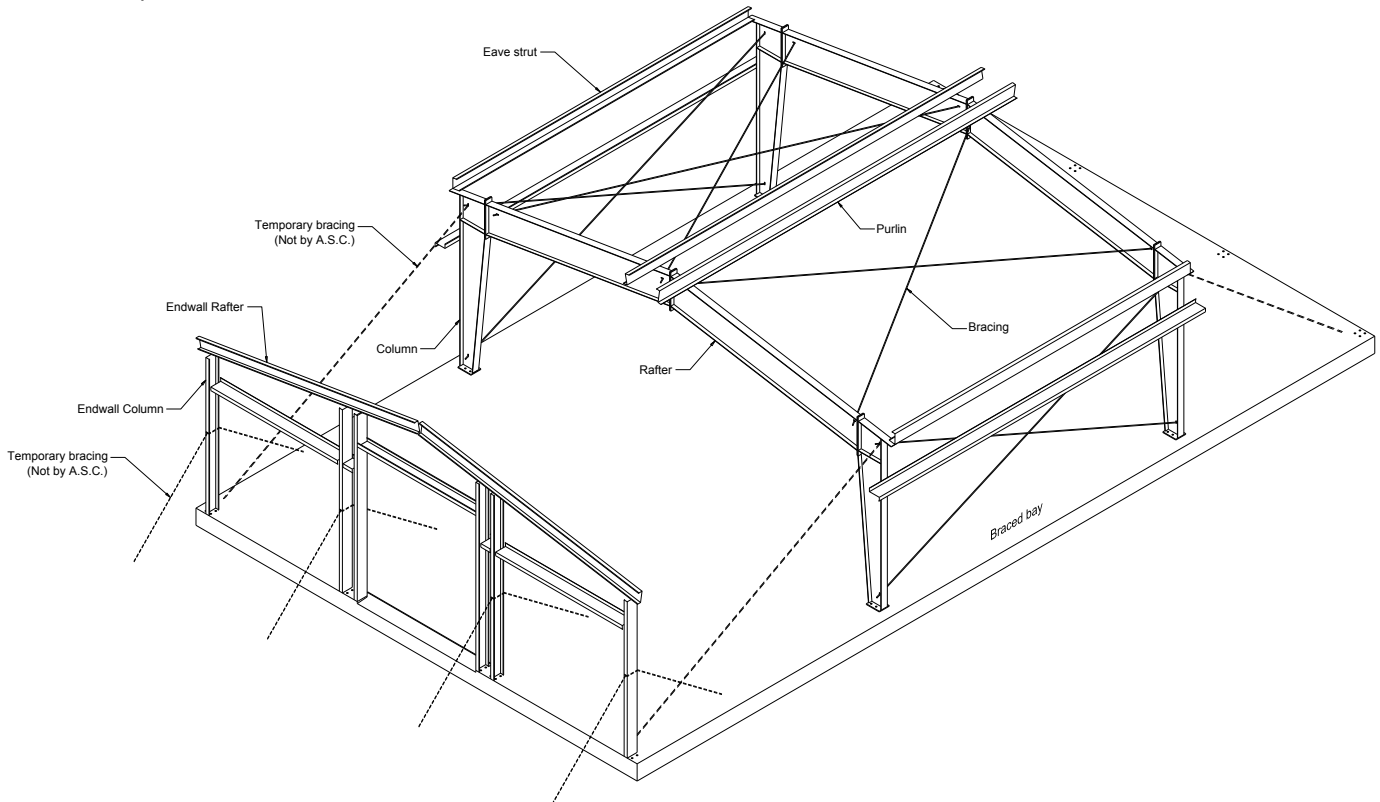 Eave strut
Temporary bracing
(Not by A.S.C.)
Purlin
Endwall Rafter
Column
Bracing
Rafter
Endwall Column
Temporary bracing
(Not by A.S.C.)
Braced bay